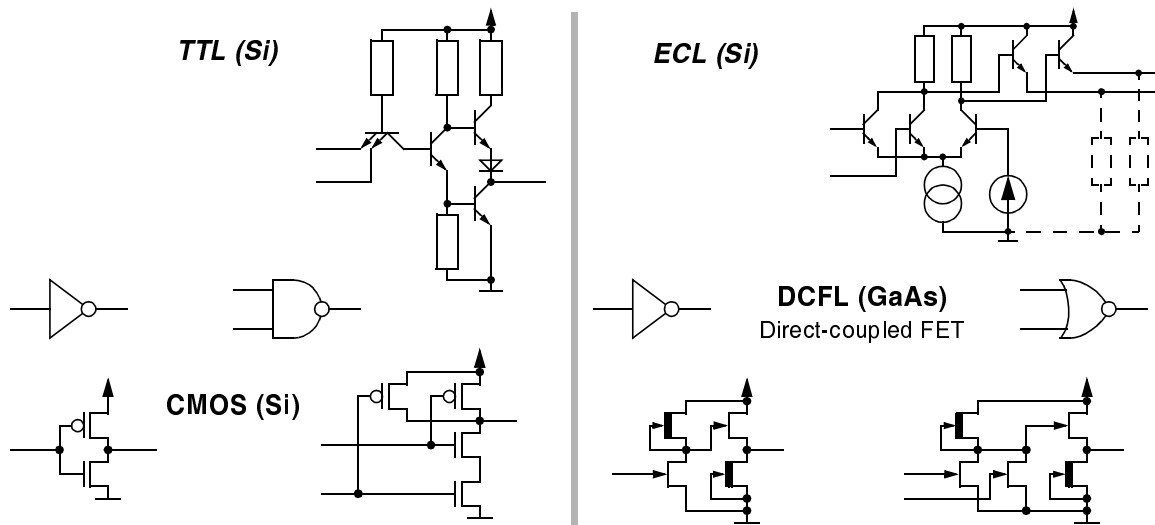 TTL (Si)
ECL (Si)
DCFL (GaAs)
Direct-coupled FET
CMOS (Si)